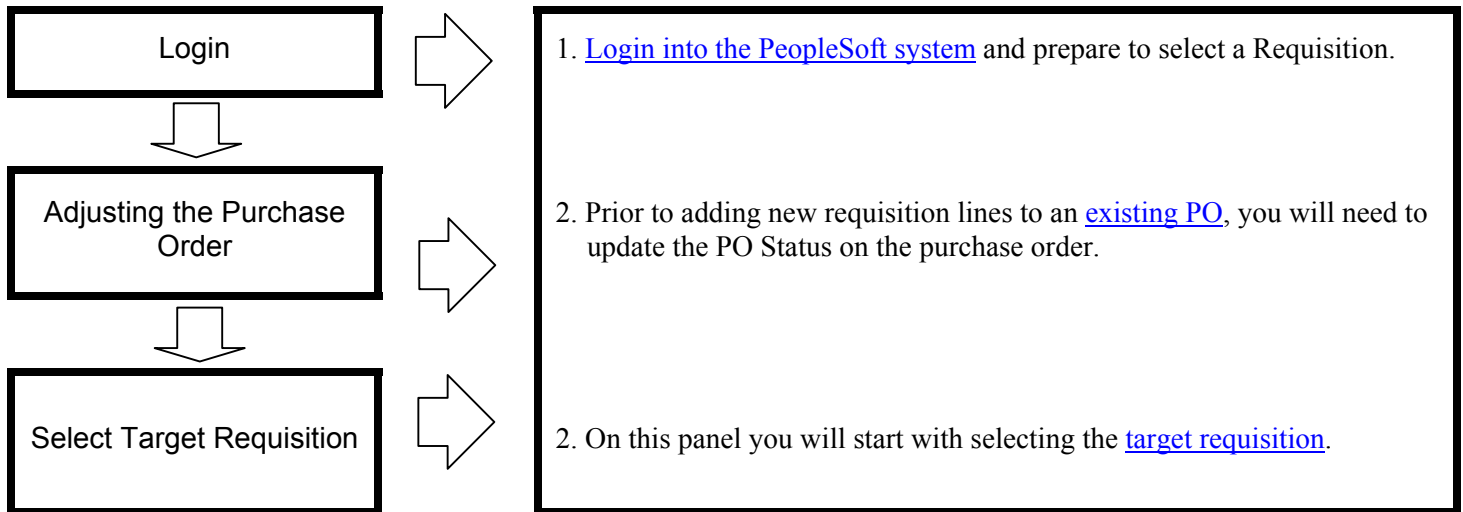 Login
1. Login into the PeopleSoft system and prepare to select a Requisition.
Adjusting the Purchase
Order
2. Prior to adding new requisition lines to an existing PO, you will need to
update the PO Status on the purchase order.
Select Target Requisition
2. On this panel you will start with selecting the target requisition.